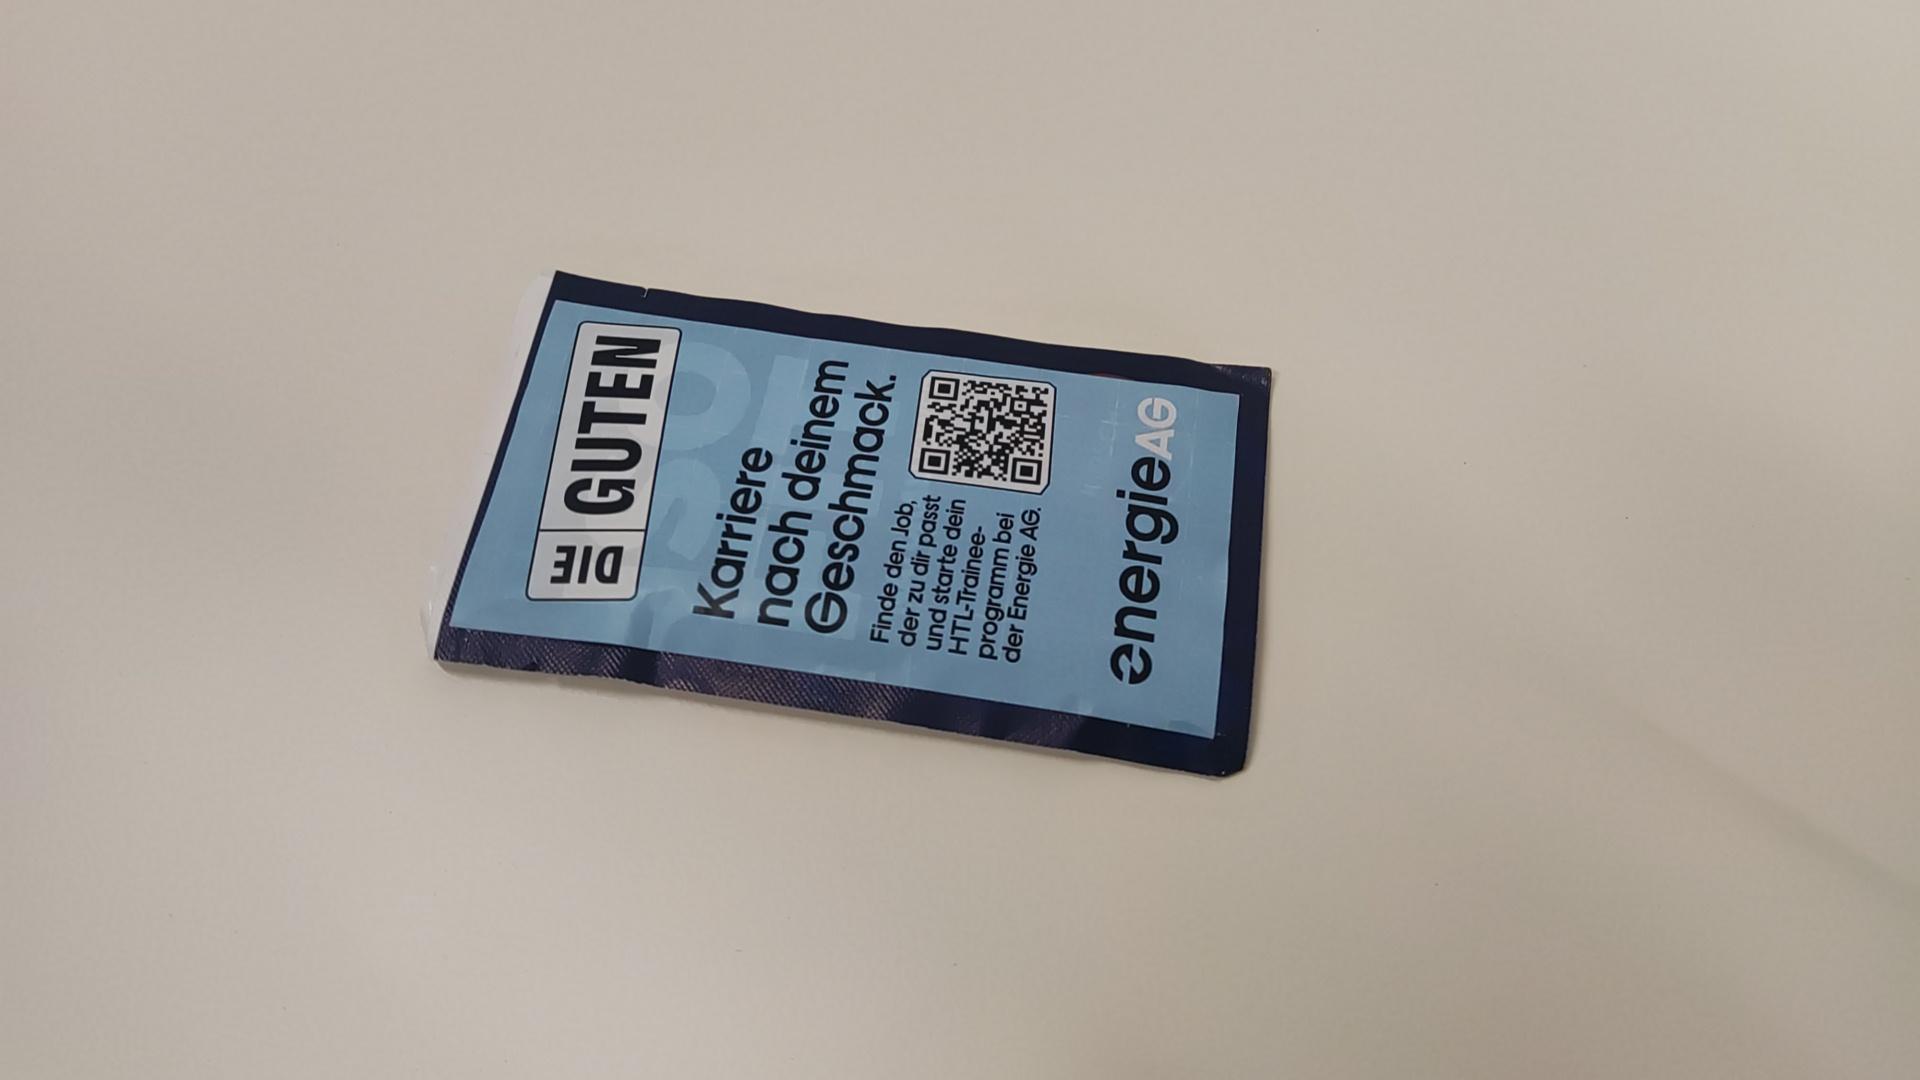 DIE GUTEN
Karriere
nach deinem
Geschmack.
Finde den Job,
der zu dir passt
und starte dein
HTL-Trainee-
programm bei
der Energie AG.
energieAG